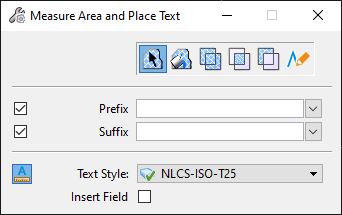 Measure Area and Place Text
Prefix
Suffix
A
Text Style: NLCS-ISO-T25
Insert Field